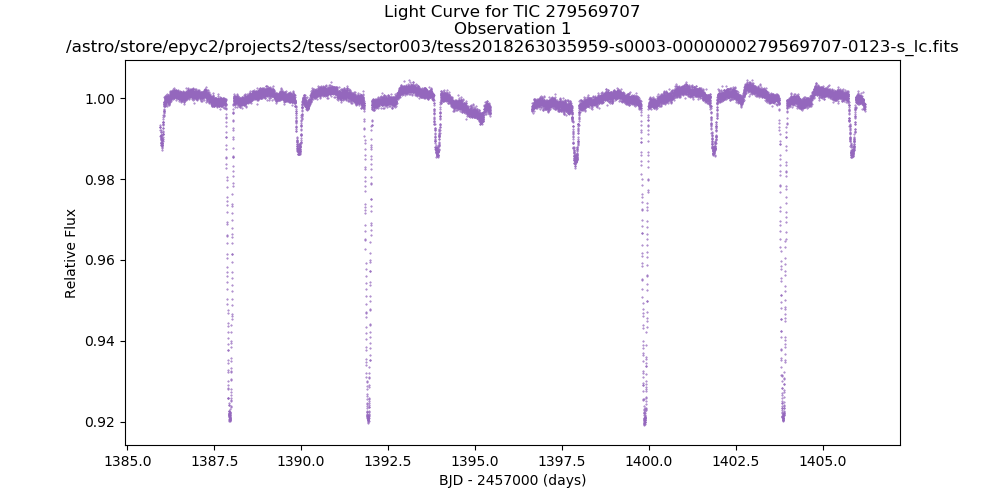 Light Curve for TIC 279569707
Observation 1
/astro/store/epyc2/projects2/tess/sector003/tess2018263035959-s0003-0000000279569707-0123-s_lc.fits
1.00
0.98
0.96
0.94
0.92
Relative Flux
1385.0 1387.5 1390.0 1392.5 1395.0 1397.5 1400.0 1402.5 1405.0
BJD - 2457000 (days)